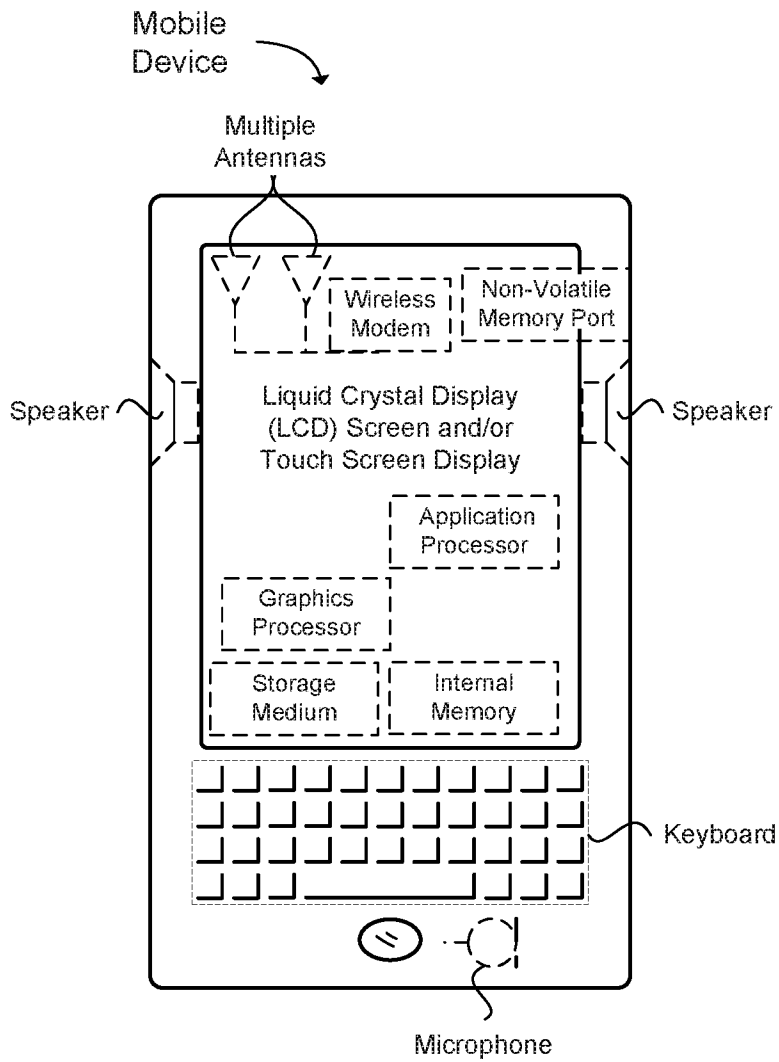 Mobile
Device
Multiple
Antennas
Wireless
Modem
Non-Volatile
Memory Port
Speaker
Liquid Crystal Display
(LCD) Screen and/or
Touch Screen Display
Speaker
Application
Processor
Graphics
Processor
Storage
Medium
Internal
Memory
Keyboard
Microphone